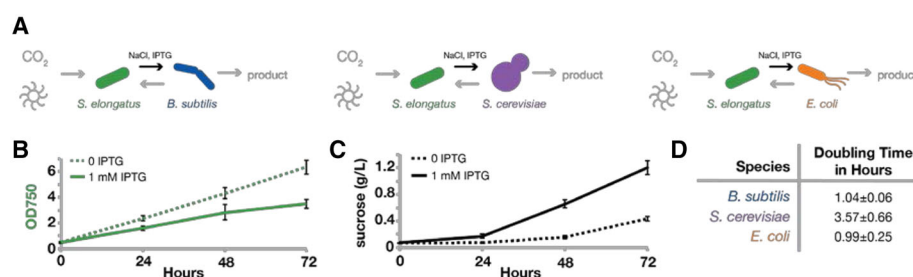 A
CO2
NaCl, IPTG
product
S. elongatus
B. subtilis
CO2
NaCl, IPTG
product
S. elongatus
S. cerevisiae
CO2
NaCl, IPTG
product
S. elongatus
E. coli
B
0 IPTG
1 mM IPTG
OD750
6
4
2
0
0
24
48
72
Hours
C
0 IPTG
1 mM IPTG
sucrose (g/L)
1.2
0.8
0.4
0
0
24
48
72
Hours
D
Species
Doubling Time
in Hours
B. subtilis 1.04±0.06
S. cerevisiae 3.57±0.66
E. coli 0.99±0.25